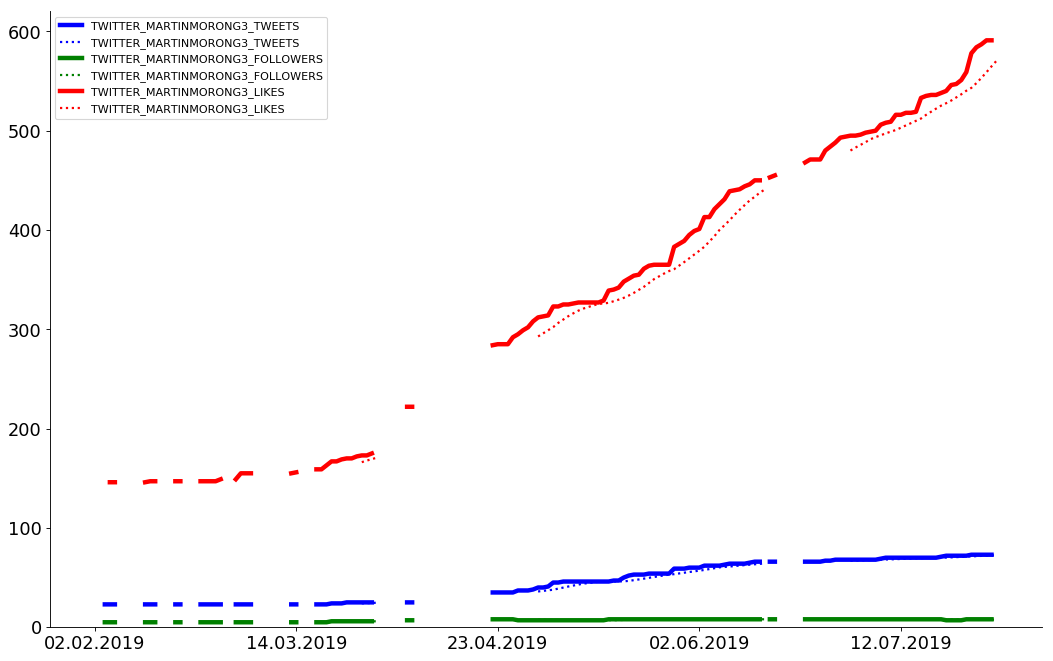 600
500
400
300
200
100
0
TWITTER_MARTINMORONG3_TWEETS
TWITTER_MARTINMORONG3_TWEETS
TWITTER_MARTINMORONG3_FOLLOWERS
TWITTER_MARTINMORONG3_FOLLOWERS
TWITTER_MARTINMORONG3_LIKES
TWITTER_MARTINMORONG3_LIKES
02.02.2019 14.03.2019 23.04.2019 02.06.2019 12.07.2019